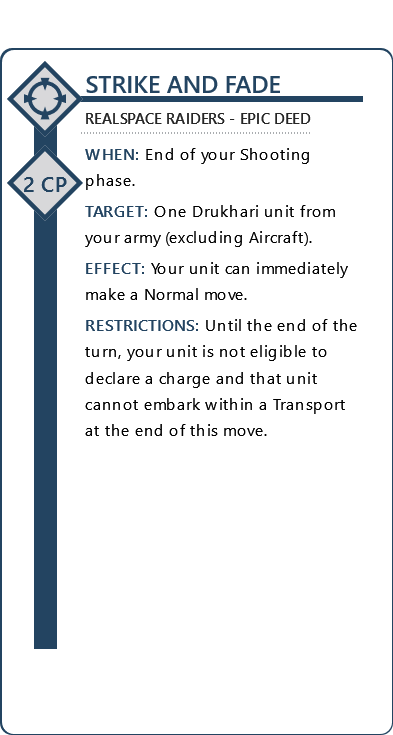 STRIKE AND FADE
REALSPACE RAIDERS - EPIC DEED
2 CP
WHEN: End of your Shooting
phase.
TARGET: One Drukhari unit from
your army (excluding Aircraft).
EFFECT: Your unit can immediately
make a Normal move.
RESTRICTIONS: Until the end of the
turn, your unit is not eligible to
declare a charge and that unit
cannot embark within a Transport
at the end of this move.